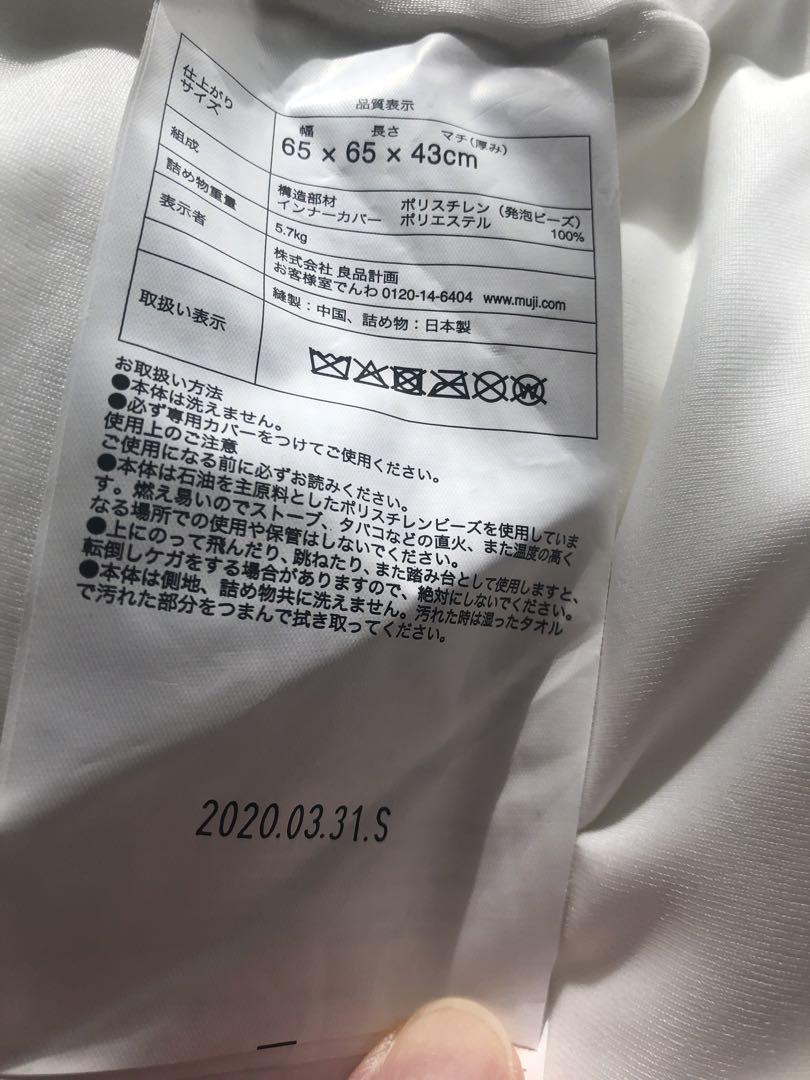 品質表示
仕上がり
サイズ
幅 長さ マチ(厚み)
65 × 65 × 43cm
組成
構造部材 ポリスチレン（発泡ビーズ）
インナーカバー ポリエステル 100%
詰め物重量
5.7kg
表示者
株式会社 良品計画
お客様室でんわ 0120-14-6404 www.muji.com
縫製：中国、詰め物：日本製
取扱い表示
W
お取扱い方法
●本体は洗えません。
●必ず専用カバーをつけてご使用ください。
使用上のご注意
ご使用になる前に必ずお読みください。
●本体は石油を主原料としたポリスチレンビーズを使用していま
す。燃え易いのでストーブ、タバコなどの直火、また温度の高く
なる場所での使用や保管はしないでください。
●上にのって飛んだり、跳ねたり、また踏み台として使用しますと、
転倒しケガをする場合がありますので、絶対にしないでください。
●本体は側地、詰め物共に洗えません。汚れた時は湿ったタオル
で汚れた部分をつまんで拭き取ってください。
2020.03.31.S